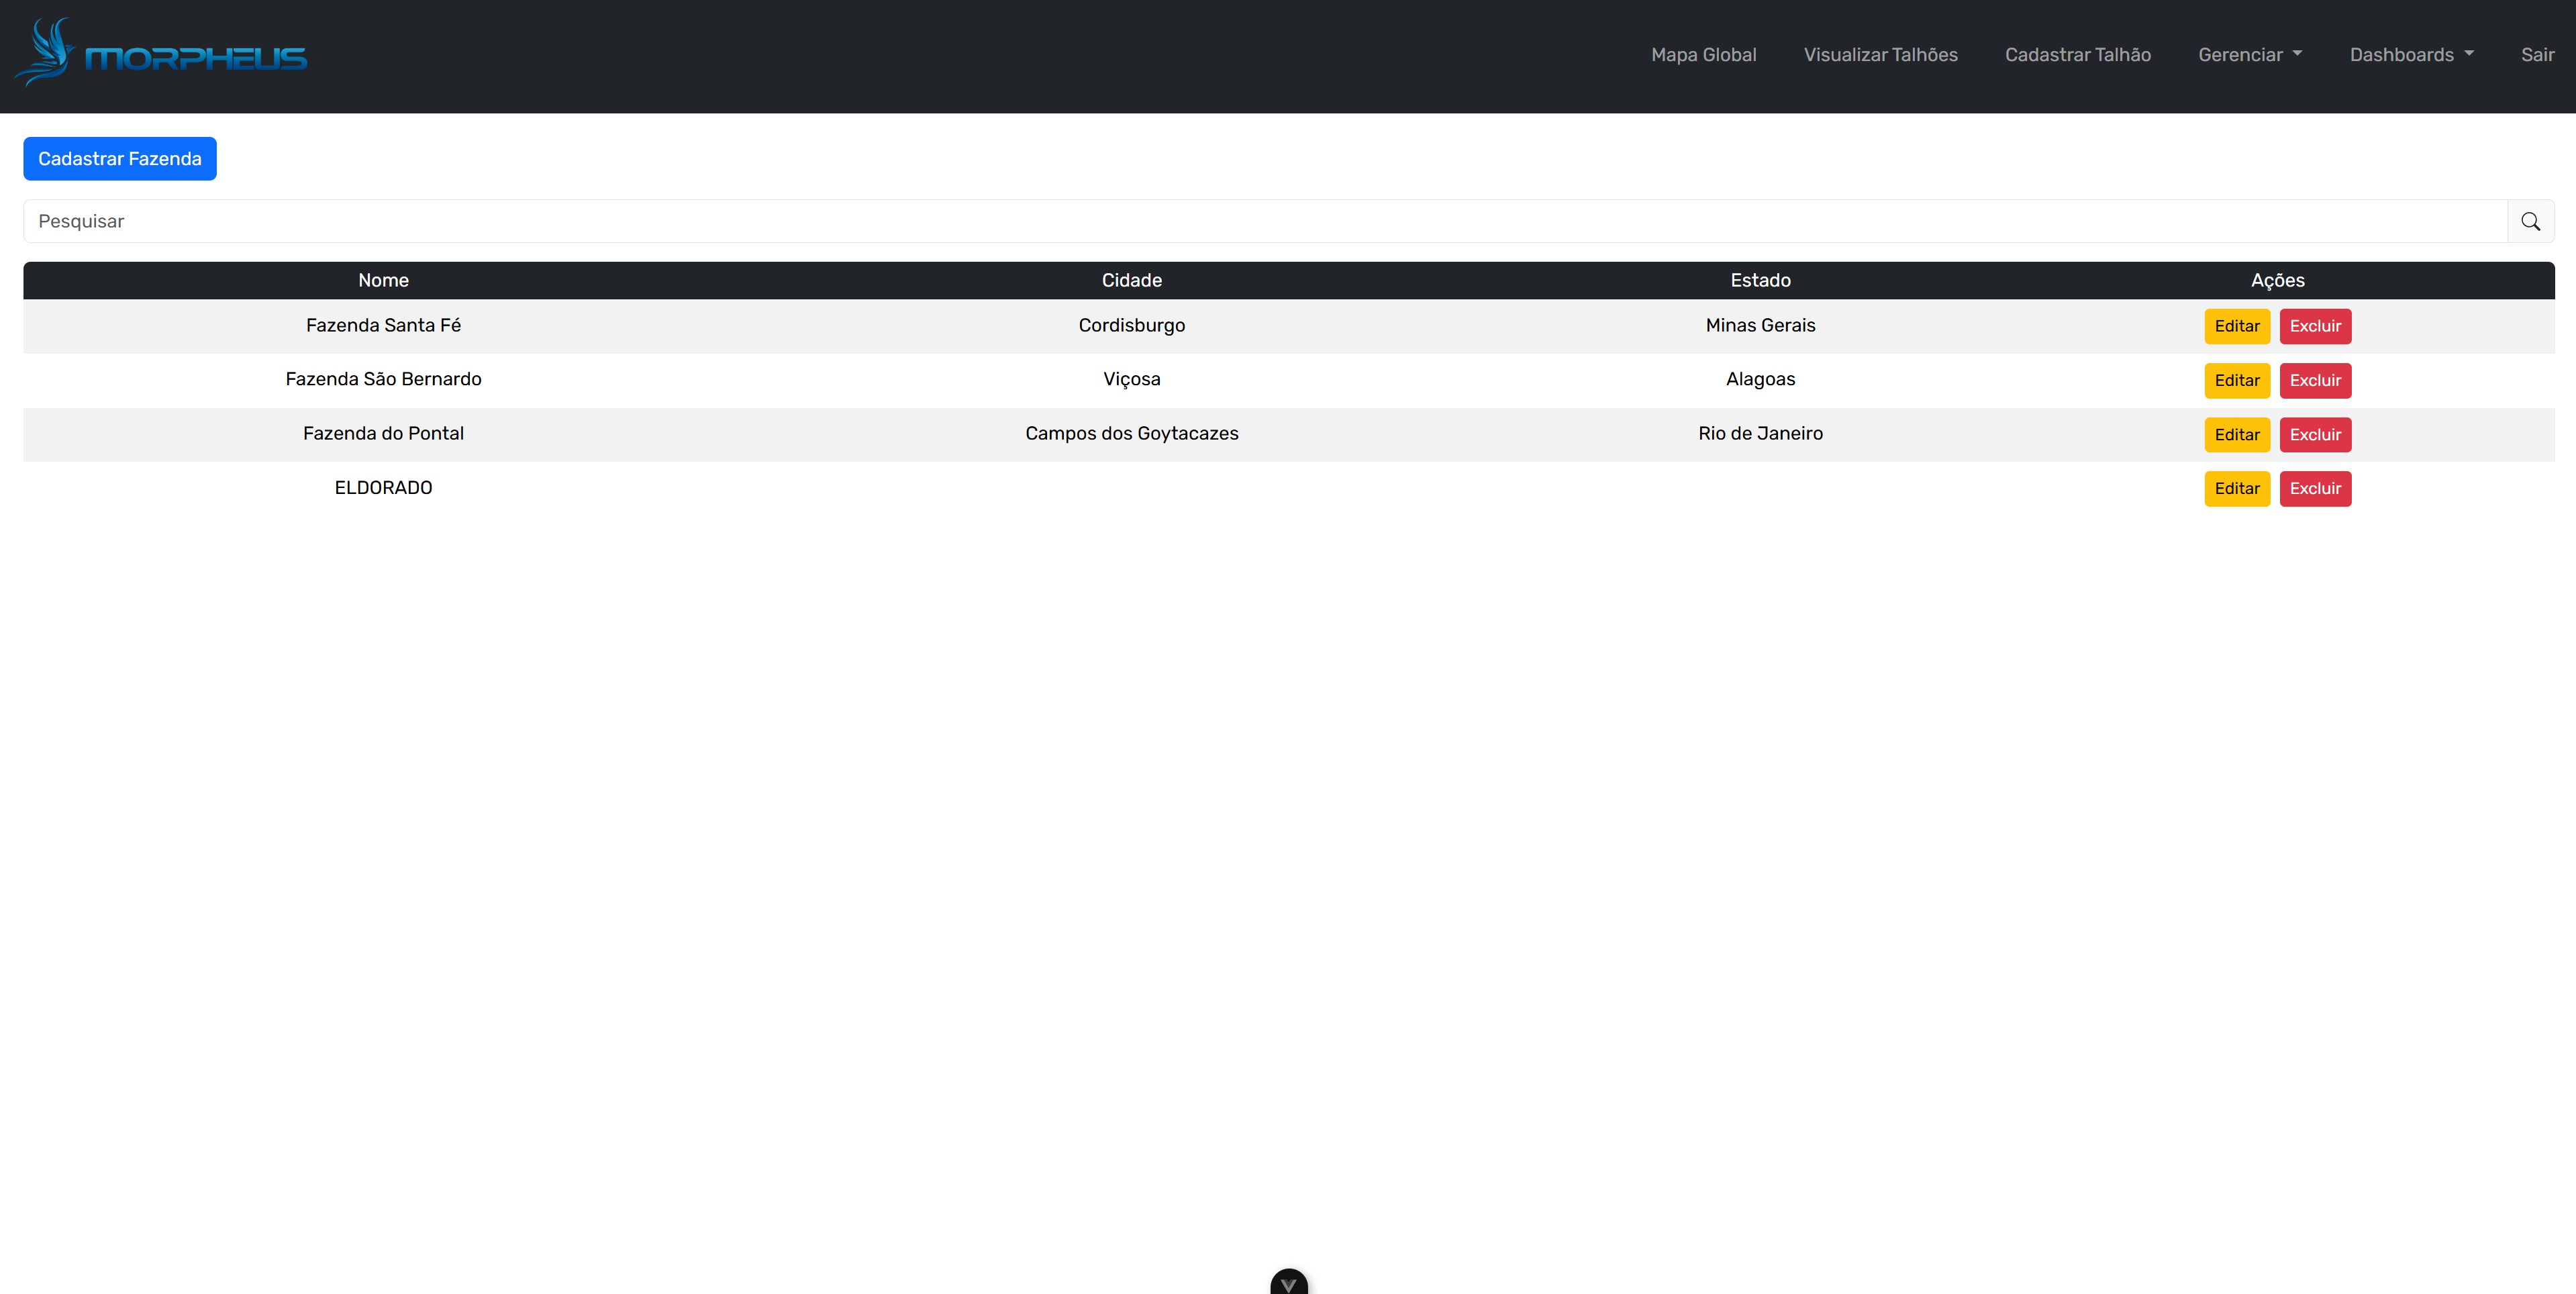 MORPHEUS
Mapa Global Visualizar Talhões Cadastrar Talhão Gerenciar Dashboards Sair
Cadastrar Fazenda
Pesquisar
Nome Cidade Estado Ações
Fazenda Santa Fé Cordisburgo Minas Gerais Editar Excluir
Fazenda São Bernardo Viçosa Alagoas Editar Excluir
Fazenda do Pontal Campos dos Goytacazes Rio de Janeiro Editar Excluir
ELDORADO Editar Excluir